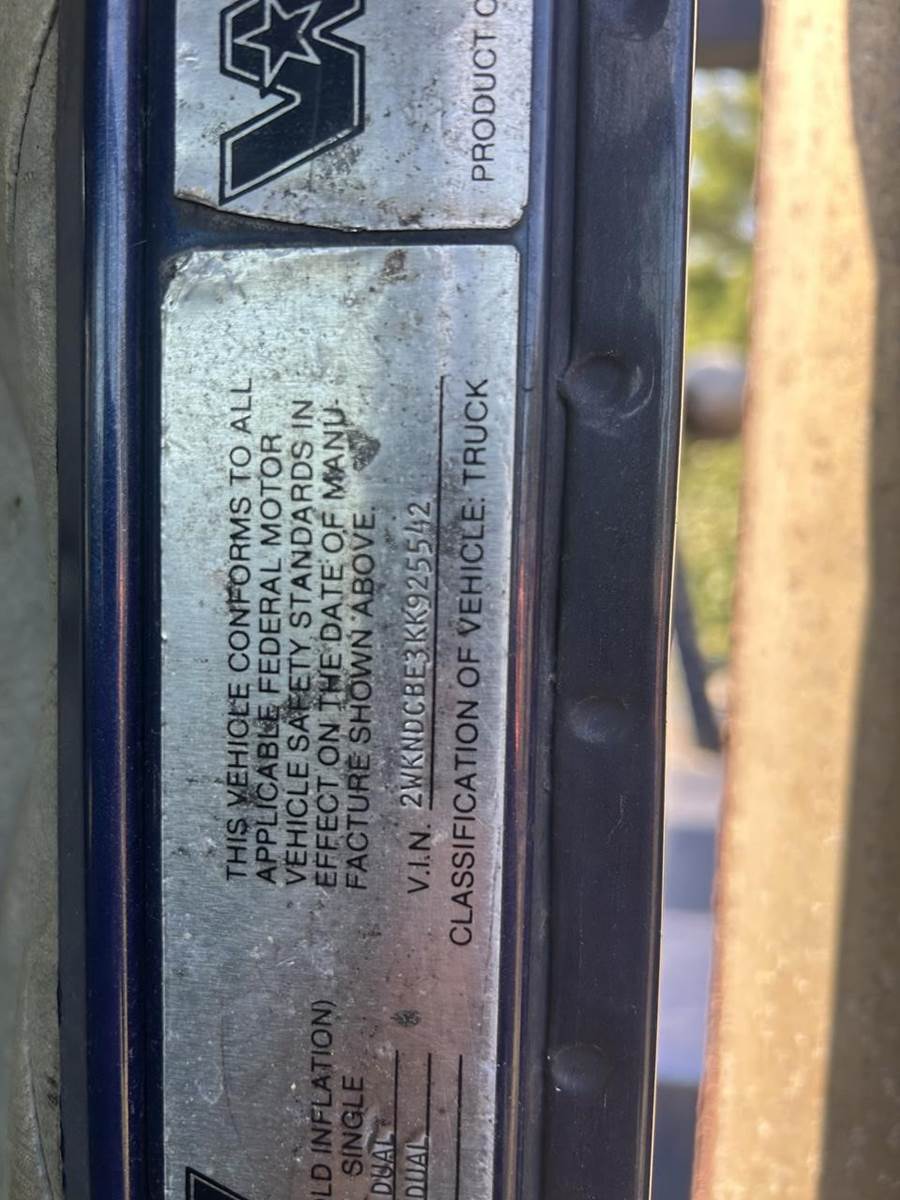 LD INFLATION)
SINGLE
DUAL
DUAL
THIS VEHICLE CONFORMS TO ALL
APPLICABLE FEDERAL MOTOR
VEHICLE SAFETY STANDARDS IN
EFFECT ON THE DATE OF MANU-
FACTURE SHOWN ABOVE.
V.I.N. 2WKNDCBE3KK925542
CLASSIFICATION OF VEHICLE: TRUCK
PRODUCT